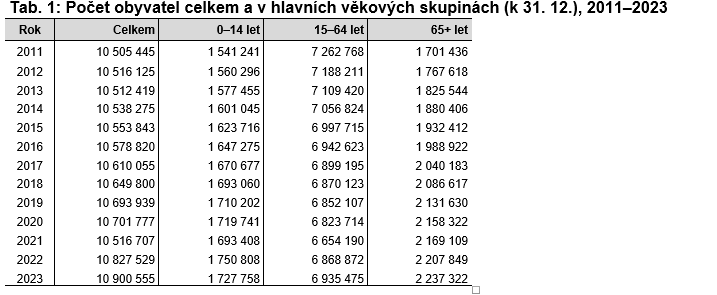 Tab. 1: Počet obyvatel celkem a v hlavních věkových skupinách (k 31. 12.), 2011–2023
Rok Celkem 0–14 let 15–64 let 65+ let
2011 10 505 445 1 541 241 7 262 768 1 701 436
2012 10 516 125 1 560 296 7 188 211 1 767 618
2013 10 512 419 1 577 455 7 109 420 1 825 544
2014 10 538 275 1 601 045 7 056 824 1 880 406
2015 10 553 843 1 623 716 6 997 715 1 932 412
2016 10 578 820 1 647 275 6 942 623 1 988 922
2017 10 610 055 1 670 677 6 899 195 2 040 183
2018 10 649 800 1 693 060 6 870 123 2 086 617
2019 10 693 939 1 710 202 6 852 107 2 131 630
2020 10 701 777 1 719 741 6 823 714 2 158 322
2021 10 516 707 1 693 408 6 654 190 2 169 109
2022 10 827 529 1 750 808 6 868 872 2 207 849
2023 10 900 555 1 727 758 6 935 475 2 237 322